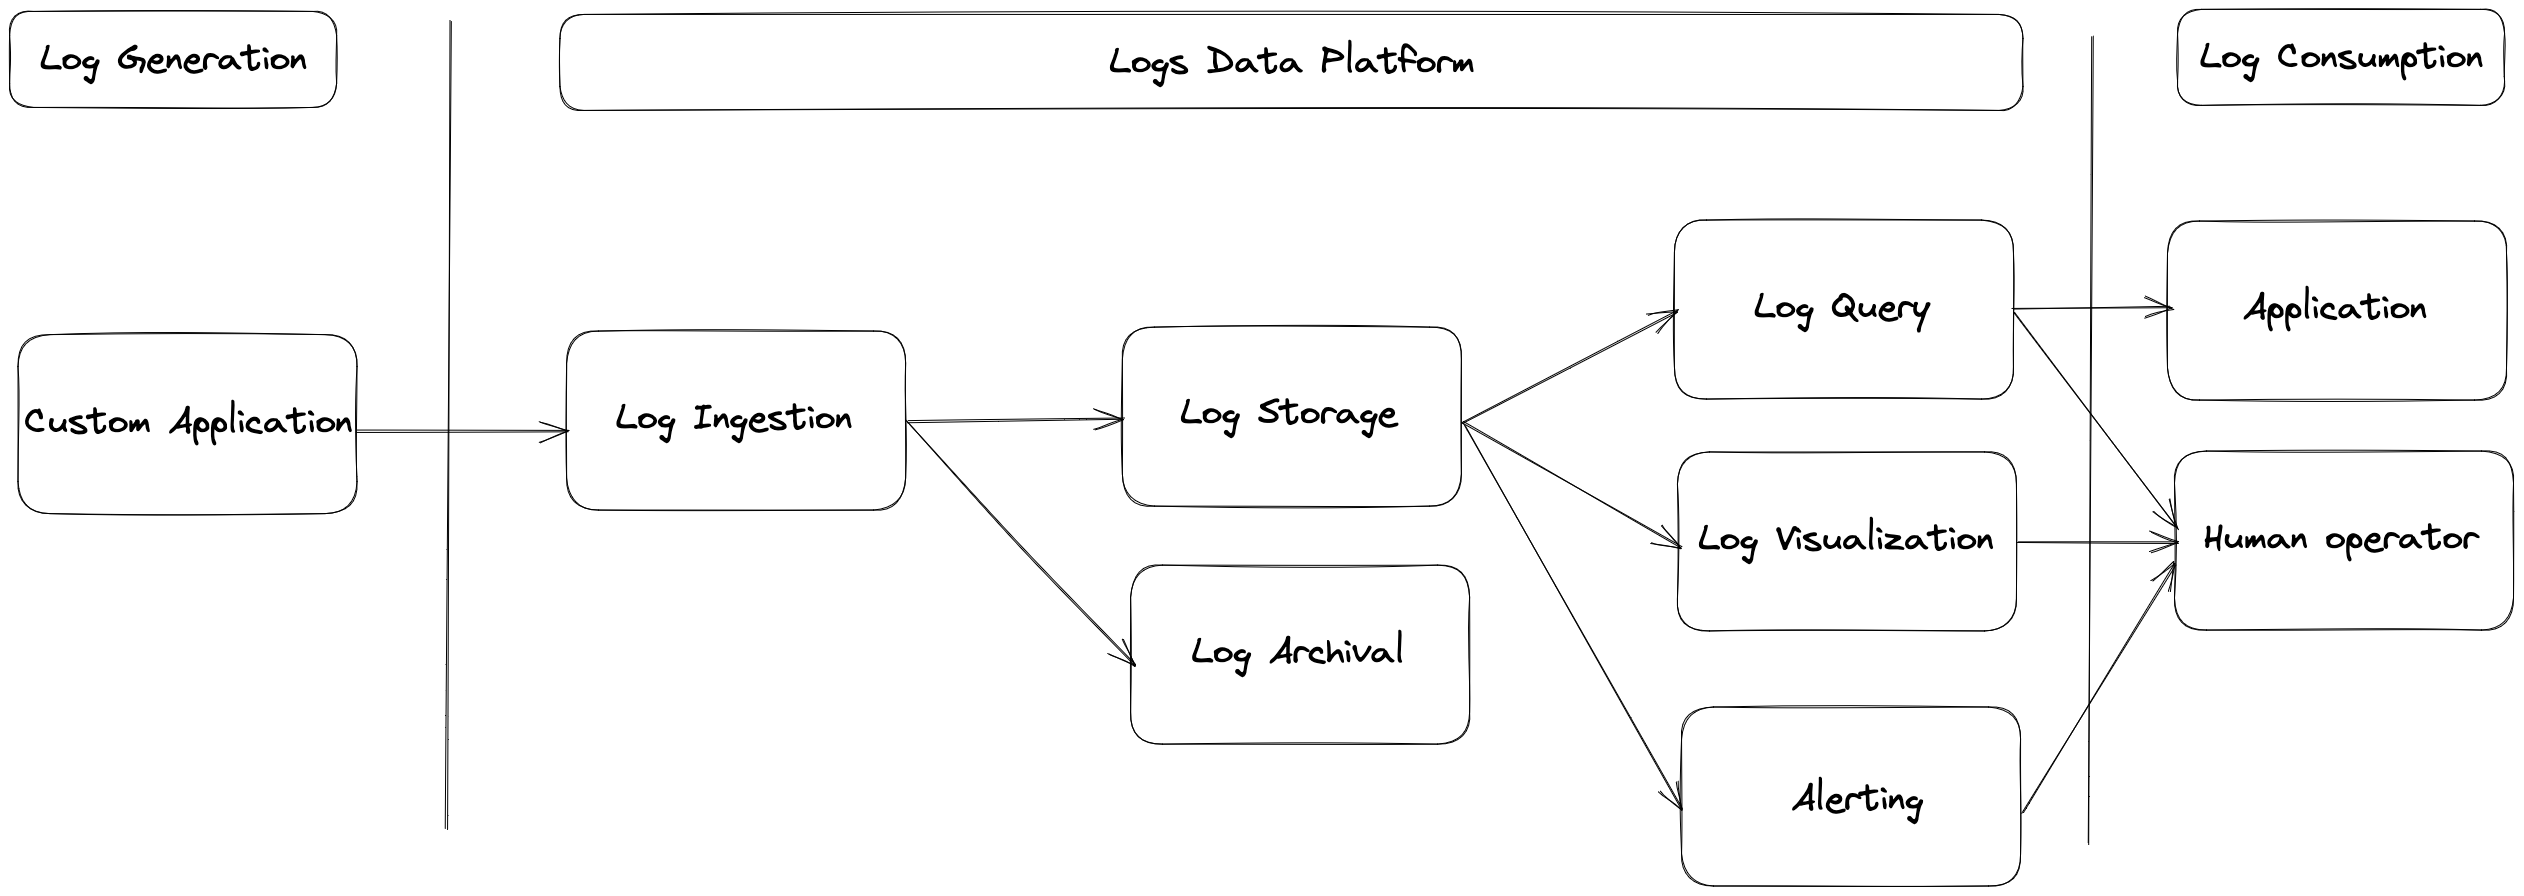 Log Generation
Logs Data Platform
Log Consumption
Custom Application
Log Ingestion
Log Storage
Log Archival
Log Query
Log Visualization
Alerting
Application
Human operator